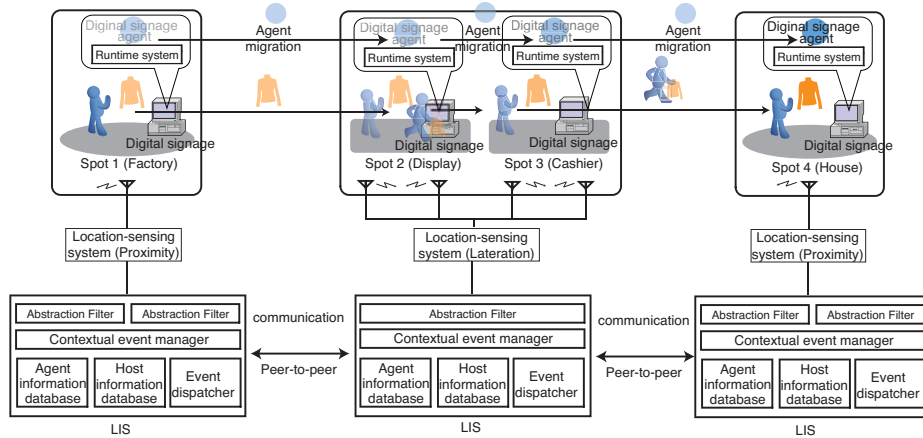 Diginal signage
agent
Runtime system
Digital signage
Spot 1 (Factory)
Agent
migration
Digital signage
agent
Runtime system
Digital signage
Spot 2 (Display)
Agent
migration
Digital signage
agent
Runtime system
Digital signage
Spot 3 (Cashier)
Agent
migration
Diginal signage
agent
Runtime system
Digital signage
Spot 4 (House)
Location-sensing
system (Proximity)
Location-sensing
system (Lateration)
Location-sensing
system (Proximity)
Abstraction Filter
Abstraction Filter
Contextual event manager
Agent
information
database
Host
information
database
Event
dispatcher
LIS
communication
Peer-to-peer
Abstraction Filter
Contextual event manager
Agent
information
database
Host
information
database
Event
dispatcher
LIS
communication
Peer-to-peer
Abstraction Filter
Abstraction Filter
Contextual event manager
Agent
information
database
Host
information
database
Event
dispatcher
LIS